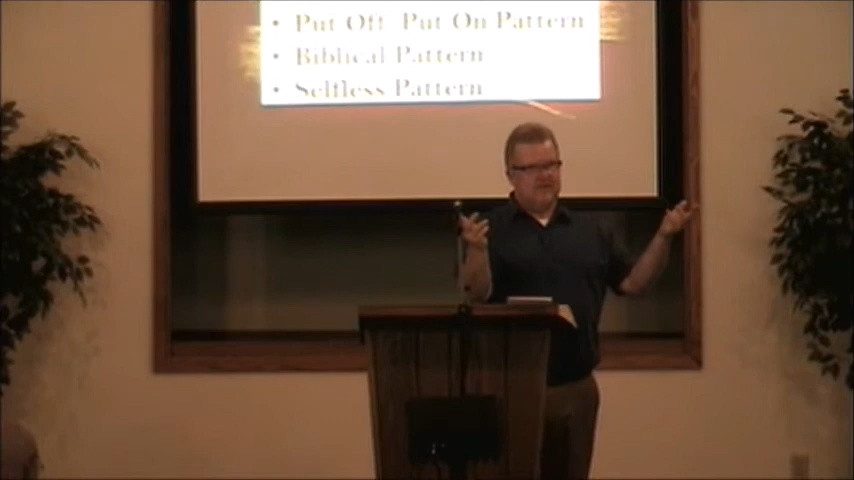 • Put Off Put On Pattern
• Biblical Pattern
• Selfless Pattern